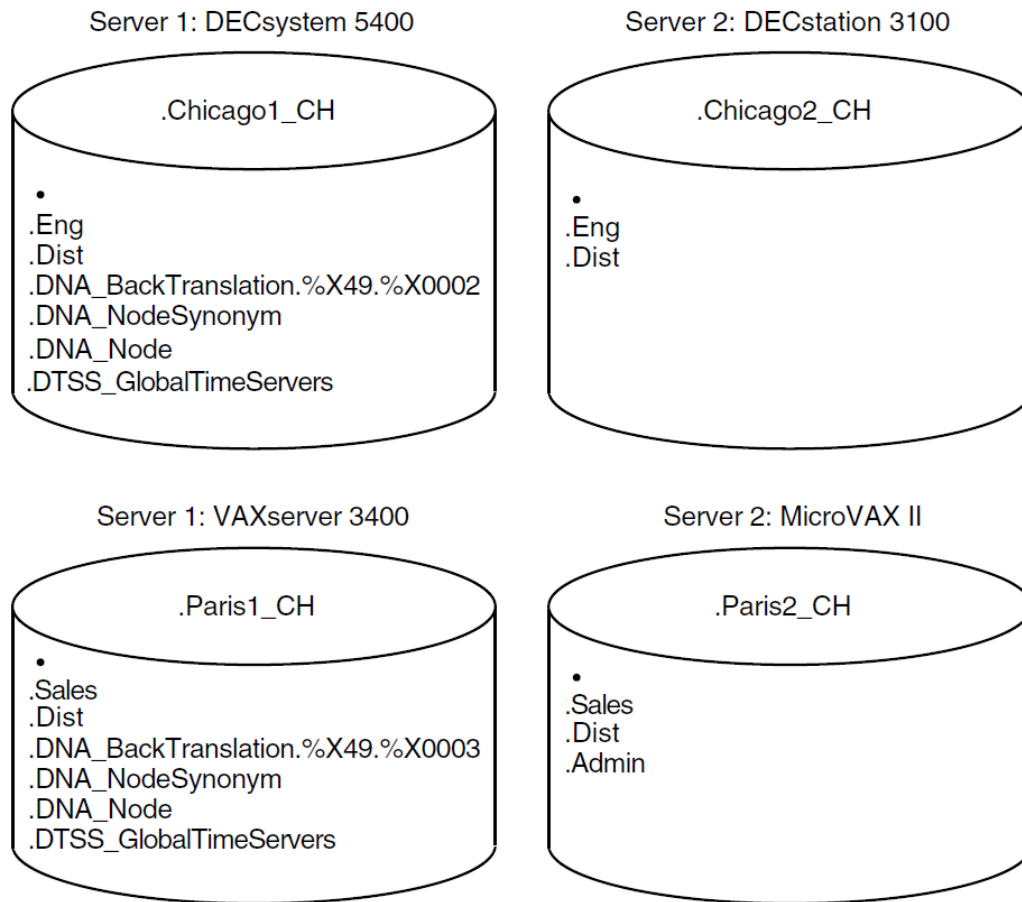 Server 1: DECsystem 5400
.Chicago1_CH
•
.Eng
.Dist
.DNA_BackTranslation.%X49.%X0002
.DNA_NodeSynonym
.DNA_Node
.DTSS_GlobalTimeServers
Server 2: DECstation 3100
.Chicago2_CH
•
.Eng
.Dist
Server 1: VAXserver 3400
.Paris1_CH
•
.Sales
.Dist
.DNA_BackTranslation.%X49.%X0003
.DNA_NodeSynonym
.DNA_Node
.DTSS_GlobalTimeServers
Server 2: MicroVAX II
.Paris2_CH
•
.Sales
.Dist
.Admin